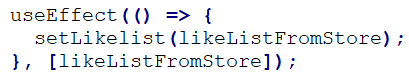 useEffect(() => {
  setLikelist(likeListFromStore);
}, [likeListFromStore]);